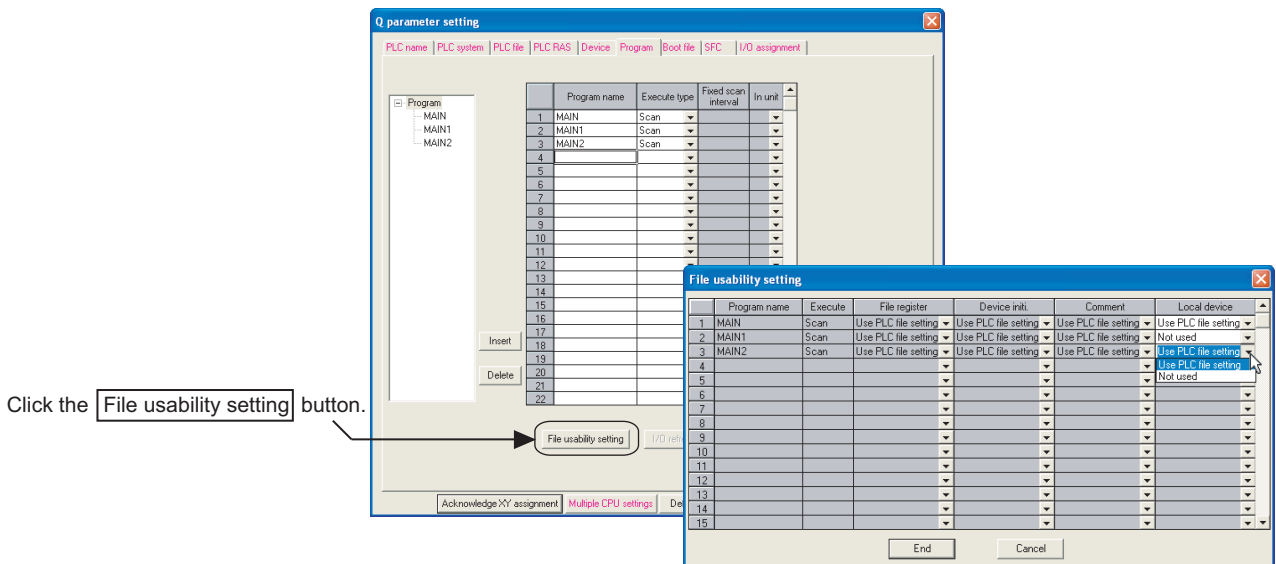 Q parameter setting
PLC name PLC system PLC file PLC RAS Device Program Boot file SFC I/O assignment
Program
MAIN
MAIN1
MAIN2
Program name Execute type Fixed scan interval In unit
1 MAIN Scan
2 MAIN1 Scan
3 MAIN2 Scan
4
5
6
7
8
9
10
11
12
13
14
15
16
17
18
19
20
21
22
Insert
Delete
Click the File usability setting button.
File usability setting
Acknowledge XY assignment Multiple CPU settings
File usability setting
Program name Execute File register Device initi. Comment Local device
1 MAIN Scan Use PLC file setting Use PLC file setting Use PLC file setting Use PLC file setting
2 MAIN1 Scan Use PLC file setting Use PLC file setting Use PLC file setting Not used
3 MAIN2 Scan Use PLC file setting Use PLC file setting Use PLC file setting Use PLC file setting
4 Use PLC file setting
5 Not used
6
7
8
9
10
11
12
13
14
15
End Cancel